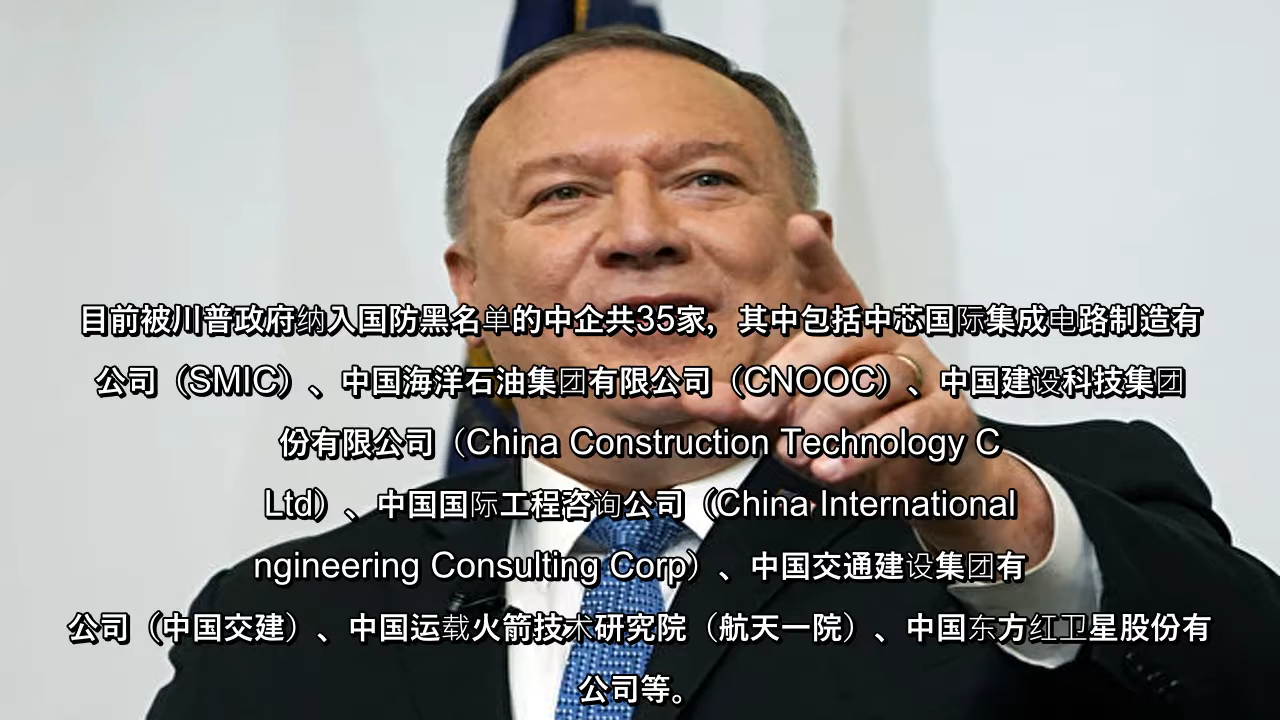 目前被川普政府纳入国防黑名单的中企共35家，其中包括中芯国际集成电路制造有
公司（SMIC）、中国海洋石油集团有限公司（CNOOC）、中国建设科技集团
份有限公司（China Construction Technology C
Ltd）、中国国际工程咨询公司（China International
ngineering Consulting Corp）、中国交通建设集团有
公司（中国交建）、中国运载火箭技术研究院（航天一院）、中国东方红卫星股份有
公司等。